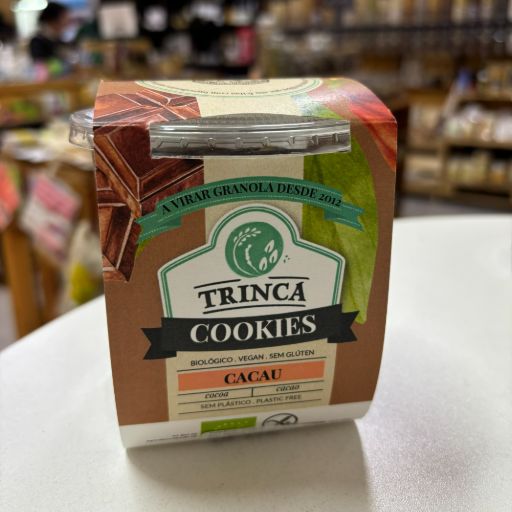 A VIRAR GRANOLA DESDE 2012
TRINCA
COOKIES
BIOLÓGICO . VEGAN . SEM GLÚTEN
CACAU
cocoa | cacao
SEM PLÁSTICO . PLASTIC FREE